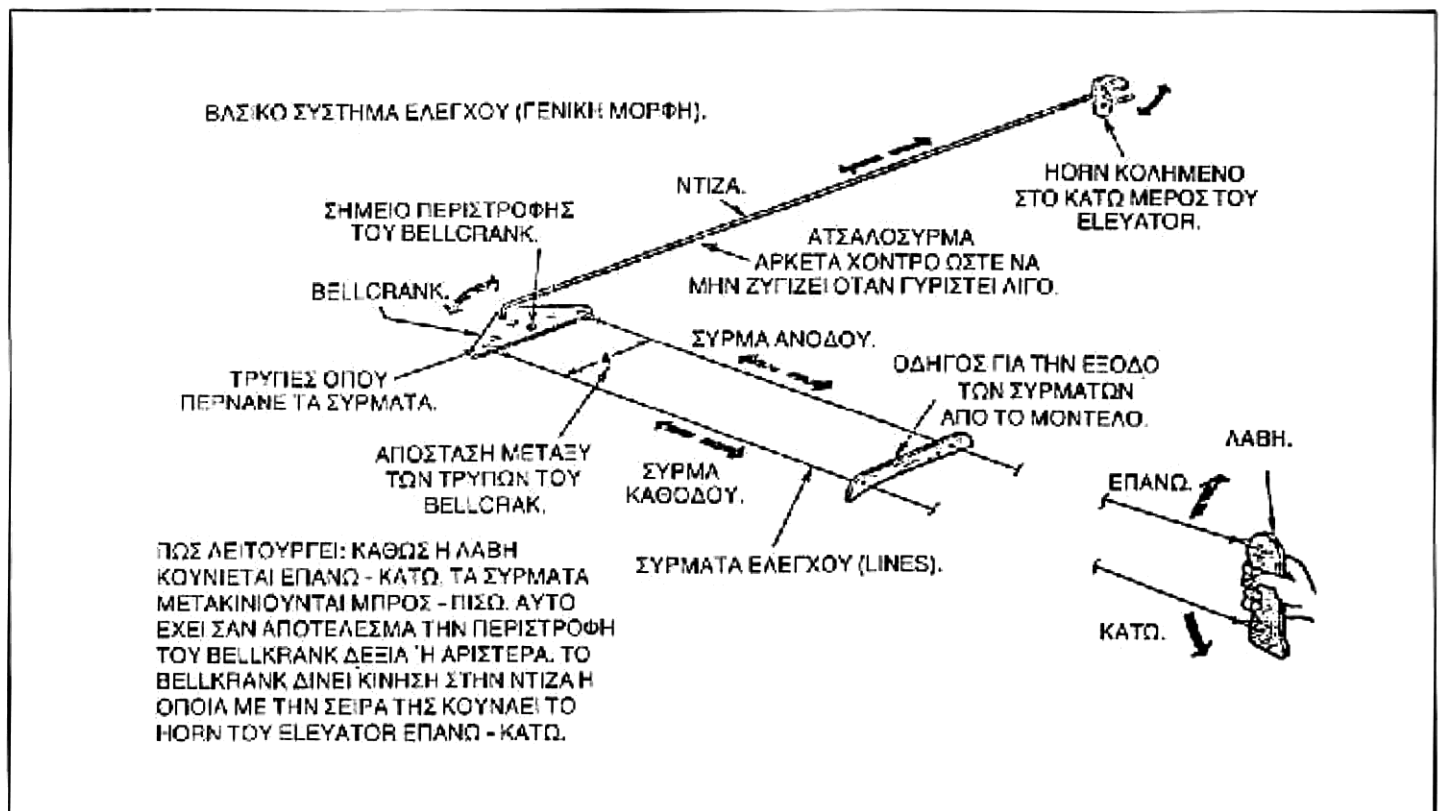 ΒΑΣΙΚΟ ΣΥΣΤΗΜΑ ΕΛΕΓΧΟΥ (ΓΕΝΙΚΗ ΜΟΡΦΗ).
HORN ΚΟΛΗΜΕΝΟ
ΣΤΟ ΚΑΤΩ ΜΕΡΟΣ ΤΟΥ
ELEYATOR.
ΝΤΙΖΑ.
ΣΗΜΕΙΟ ΠΕΡΙΣΤΡΟΦΗΣ
ΤΟΥ BELLCRANK.
ΑΤΣΑΛΟΣΥΡΜΑ
ΑΡΚΕΤΑ ΧΟΝΤΡΟ ΩΣΤΕ ΝΑ
ΜΗΝ ΖΥΓΙΖΕΙ ΟΤΑΝ ΓΥΡΙΣΤΕΙ ΛΙΓΟ.
BELLCRANK.
ΣΥΡΜΑ ΑΝΟΔΟΥ.
ΟΔΗΓΟΣ ΓΙΑ ΤΗΝ ΕΞΟΔΟ
ΤΩΝ ΣΥΡΜΑΤΩΝ
ΑΠΟ ΤΟ ΜΟΝΤΕΛΟ.
ΤΡΥΠΕΣ ΟΠΟΥ
ΠΕΡΝΑΝΕ ΤΑ ΣΥΡΜΑΤΑ.
ΑΠΟΣΤΑΣΗ ΜΕΤΑΞΥ
ΤΩΝ ΤΡΥΠΩΝ ΤΟΥ
BELLCRAK.
ΣΥΡΜΑ
ΚΑΘΟΔΟΥ.
ΛΑΒΗ.
ΕΠΑΝΩ.
ΚΑΤΩ.
ΣΥΡΜΑΤΑ ΕΛΕΓΧΟΥ (LINES).
ΠΩΣ ΛΕΙΤΟΥΡΓΕΙ: ΚΑΘΩΣ Η ΛΑΒΗ
ΚΟΥΝΙΕΤΑΙ ΕΠΑΝΩ - ΚΑΤΩ, ΤΑ ΣΥΡΜΑΤΑ
ΜΕΤΑΚΙΝΙΟΥΝΤΑΙ ΜΠΡΟΣ - ΠΙΣΩ. ΑΥΤΟ
ΕΧΕΙ ΣΑΝ ΑΠΟΤΕΛΕΣΜΑ ΤΗΝ ΠΕΡΙΣΤΡΟΦΗ
ΤΟΥ BELLKRANK ΔΕΞΙΑ Ή ΑΡΙΣΤΕΡΑ. ΤΟ
BELLKRANK ΔΙΝΕΙ ΚΙΝΗΣΗ ΣΤΗΝ ΝΤΙΖΑ Η
ΟΠΟΙΑ ΜΕ ΤΗΝ ΣΕΙΡΑ ΤΗΣ ΚΟΥΝΑΕΙ ΤΟ
HORN ΤΟΥ ELEYATOR ΕΠΑΝΩ - ΚΑΤΩ.